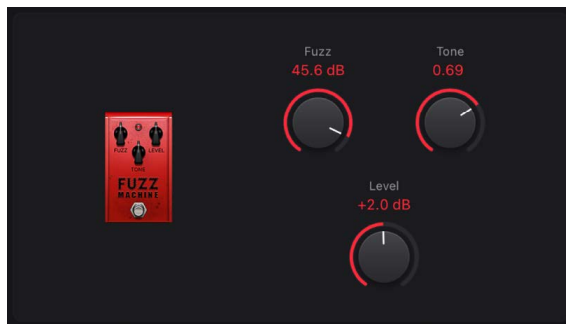 Fuzz
45.6 dB
Tone
0.69
FUZZ
LEVEL
TONE
FUZZ
MACHINE
Level
+2.0 dB